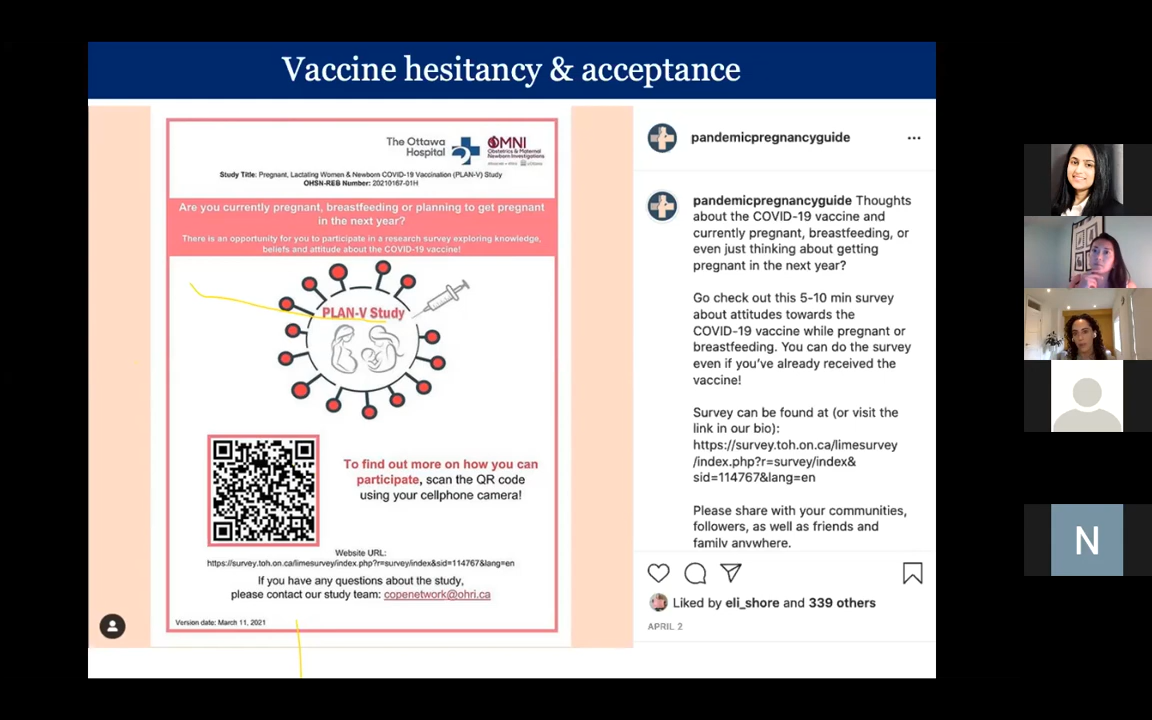 Vaccine hesitancy & acceptance
The Ottawa
Hospital
OMNI
Obstetrics & Maternal
Newborn Investigations
Study Title: Pregnant, Lactating Women & Newborn COVID-19 Vaccination (PLAN-V) Study
OHSN-REB Number: 20210167-01H
Are you currently pregnant, breastfeeding or planning to get pregnant
in the next year?
There is an opportunity for you to participate in a research survey exploring knowledge,
beliefs and attitude about the COVID-19 vaccine!
PLAN-V Study
To find out more on how you can
participate, scan the QR code
using your cellphone camera!
Website URL:
https://survey.toh.on.ca/limesurvey/index.php?r=survey/index&sid=114767&lang=en
If you have any questions about the study,
please contact our study team: copenetwork@ohri.ca
Version date: March 11, 2021
pandemicpregnancyguide
pandemicpregnancyguide Thoughts
about the COVID-19 vaccine and
currently pregnant, breastfeeding, or
even just thinking about getting
pregnant in the next year?
Go check out this 5-10 min survey
about attitudes towards the
COVID-19 vaccine while pregnant or
breastfeeding. You can do the survey
even if you've already received the
vaccine!
Survey can be found at (or visit the
link in our bio):
https://survey.toh.on.ca/limesurvey
/index.php?r=survey/index&
sid=114767&lang=en
Please share with your communities,
followers, as well as friends and
family anywhere.
Liked by eli_shore and 339 others
APRIL 2
N